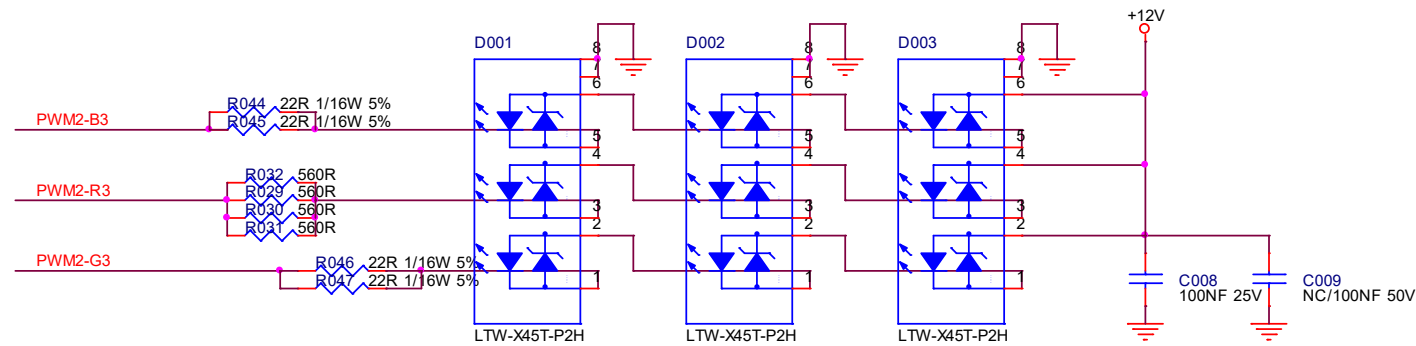 +12V
D001
D002
D003
8
7
6
8
7
6
8
7
6
R044 22R 1/16W 5%
PWM2-B3
R045 22R 1/16W 5%
5
4
5
4
5
4
R032 560R
PWM2-R3
R029 560R
R030 560R
R031 560R
3
2
3
2
3
2
PWM2-G3
R046 22R 1/16W 5%
R047 22R 1/16W 5%
1
1
1
C008
100NF 25V
C009
NC/100NF 50V
LTW-X45T-P2H
LTW-X45T-P2H
LTW-X45T-P2H